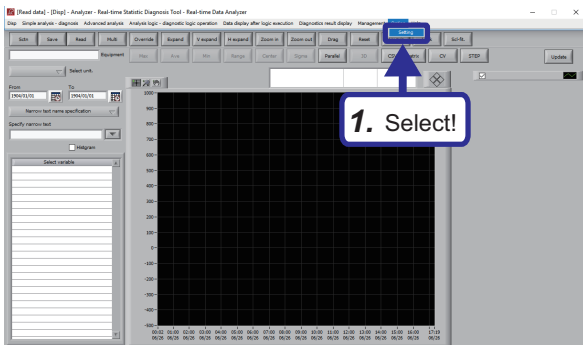 [Read data] - [Disp] - Analyzer - Real-time Statistic Diagnosis Tool - Real-time Data Analyzer
Disp Simple analysis - diagnosis Advanced analysis Analysis logic - diagnostic logic operation Data display after logic execution Diagnostics result display
Setting
Sctn Save Read Multi Override Expand V expand H expand Zoom in Zoom out Drag Reset Scl-fit.
Equipment Max Ave Min Range Center Sigma Parallel CV STEP Update
Select unit.
From To
1904/01/01 1904/01/01
Narrow text name specification
Specify narrow text
Histgram
Select variable
1. Select!
1000
900
700
600
500
400
300
200
100
0
-100
-200
-300
-400
-500
00:02 01:00 02:00 03:00 04:00 05:00 06:00 07:00 08:00 09:00 10:00 11:00 12:00 13:00 14:00 15:00 16:00 17:10
06/28 06/28 06/28 06/28 06/28 06/28 06/28 06/28 06/28 06/28 06/28 06/28 06/28 06/28 06/28 06/28 06/28 06/28